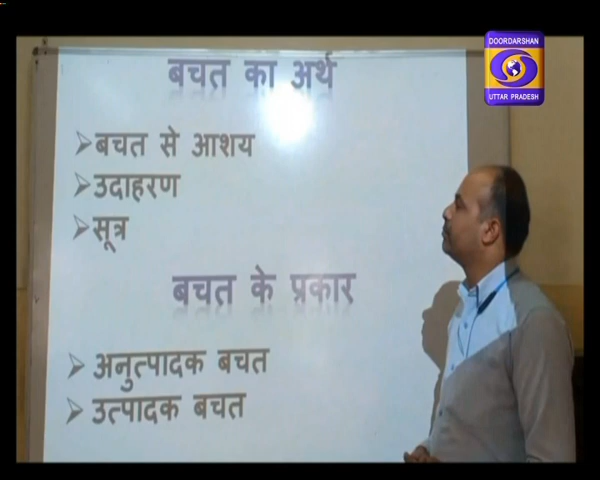 DOORDARSHAN
UTTAR PRADESH
बचत का अर्थ
➢बचत से आशय
➢उदाहरण
➢सूत्र
बचत के प्रकार
➢ अनुत्पादक बचत
➢ उत्पादक बचत